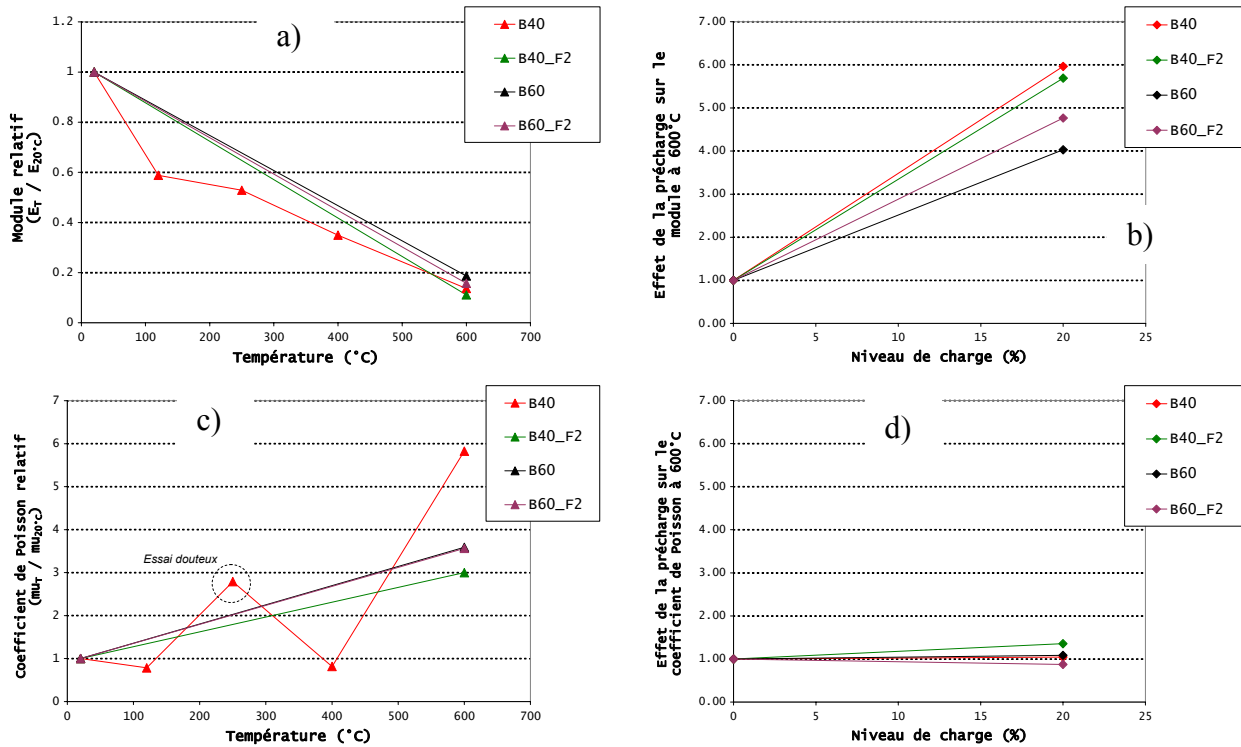 a)
Module relatif
(E_T / E_20°C)
1.2
1
0.8
0.6
0.4
0.2
0
0 100 200 300 400 500 600 700
Température (°C)
B40
B40_F2
B60
B60_F2
b)
Effet de la précharge sur le
module à 600°C
7.00
6.00
5.00
4.00
3.00
2.00
1.00
0.00
0 5 10 15 20 25
Niveau de charge (%)
B40
B40_F2
B60
B60_F2
c)
Coefficient de Poisson relatif
(mu_T / mu_20°C)
7
6
5
4
3
2
1
0
0 100 200 300 400 500 600 700
Température (°C)
Essai douteux
B40
B40_F2
B60
B60_F2
d)
Effet de la précharge sur le
coefficient de Poisson à 600°C
7.00
6.00
5.00
4.00
3.00
2.00
1.00
0.00
0 5 10 15 20 25
Niveau de charge (%)
B40
B40_F2
B60
B60_F2